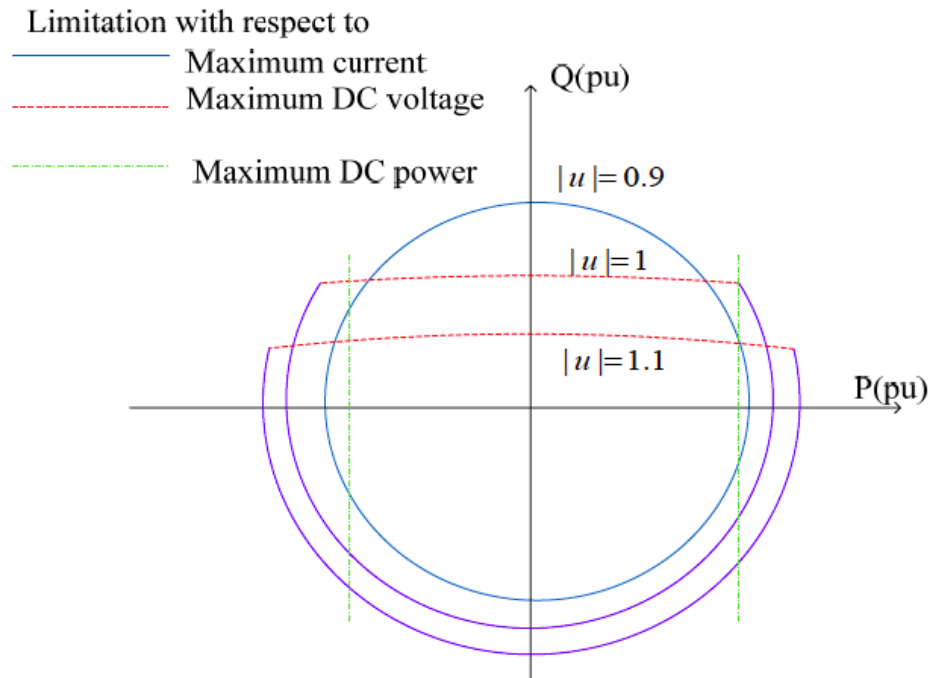 Limitation with respect to
Maximum current
Maximum DC voltage
Maximum DC power
Q(pu)
|u|=0.9
|u|=1
|u|=1.1
P(pu)